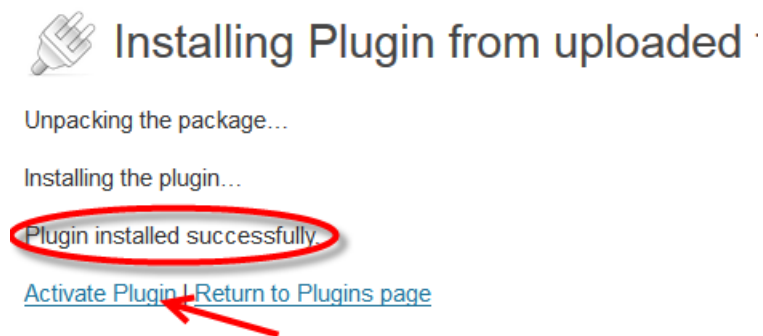 Installing Plugin from uploaded
Unpacking the package...
Installing the plugin...
Plugin installed successfully.
Activate Plugin | Return to Plugins page